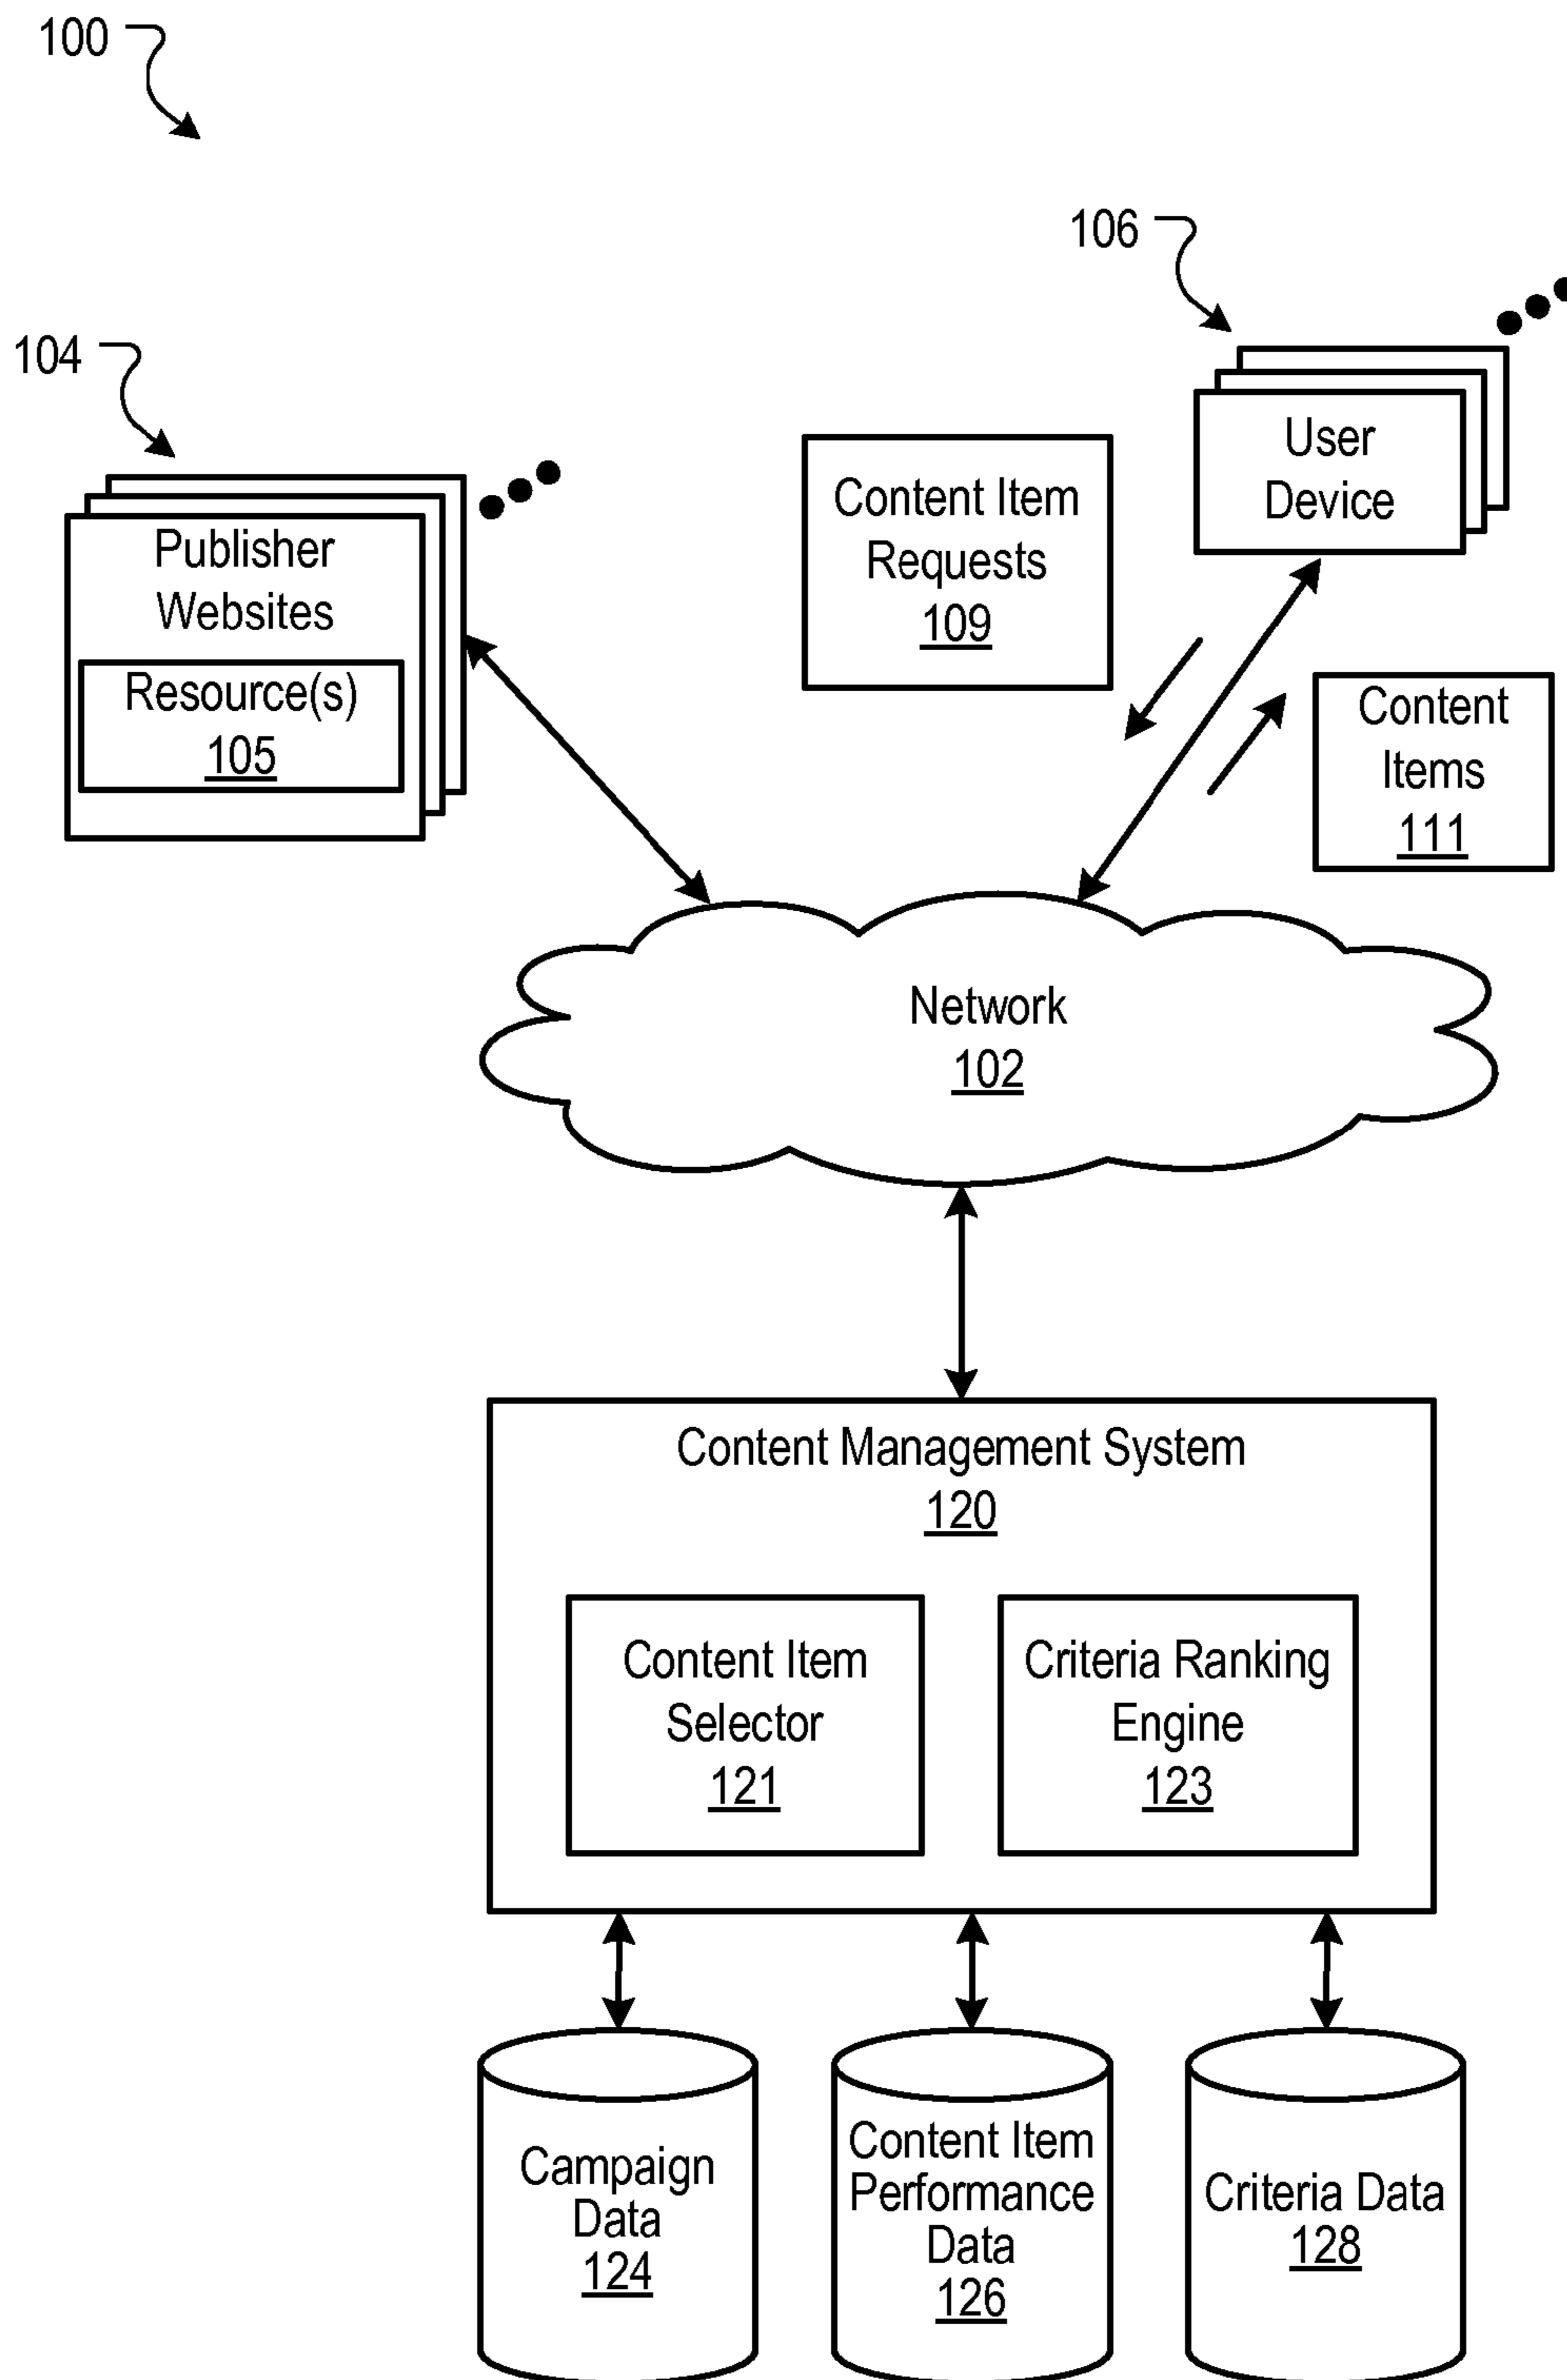 100
106
104
User
Device
Content Item
Requests
109
Publisher
Websites
Resource(s)
105
Content
Items
111
Network
102
Content Management System
120
Content Item
Selector
121
Criteria Ranking
Engine
123
Campaign
Data
124
Content Item
Performance
Data
126
Criteria Data
128